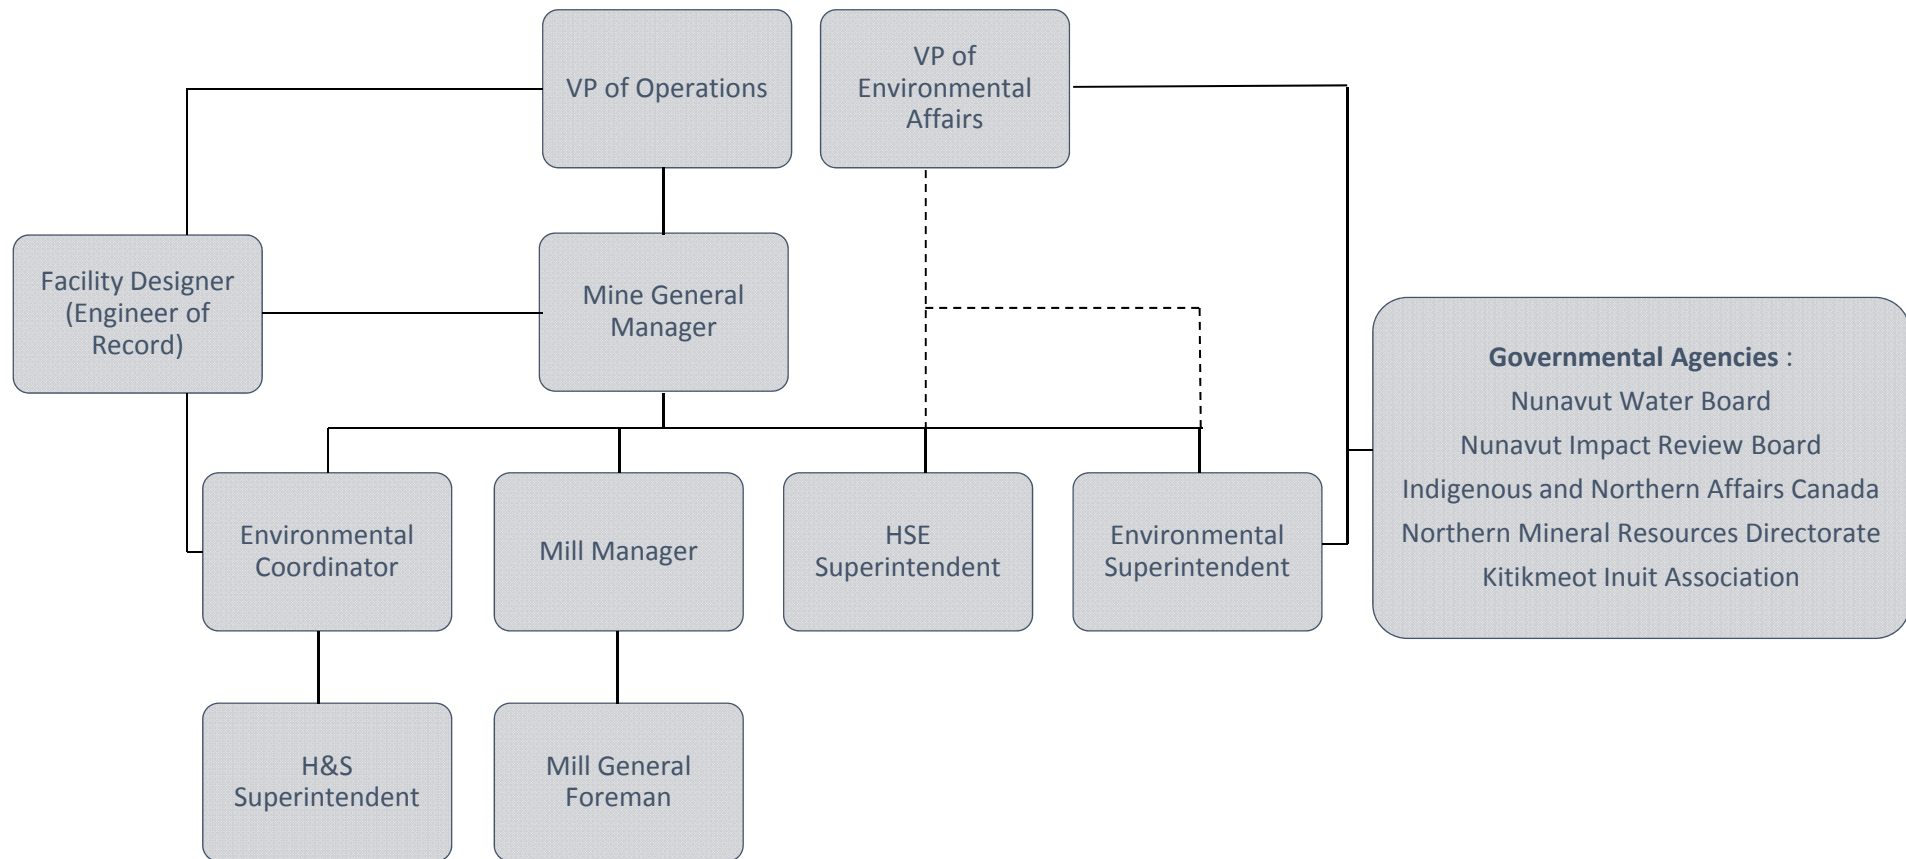 VP of Operations
VP of
Environmental
Affairs
Facility Designer
(Engineer of
Record)
Mine General
Manager
Governmental Agencies :
Nunavut Water Board
Nunavut Impact Review Board
Indigenous and Northern Affairs Canada
Northern Mineral Resources Directorate
Kitikmeot Inuit Association
Environmental
Coordinator
Mill Manager
HSE
Superintendent
Environmental
Superintendent
H&S
Superintendent
Mill General
Foreman